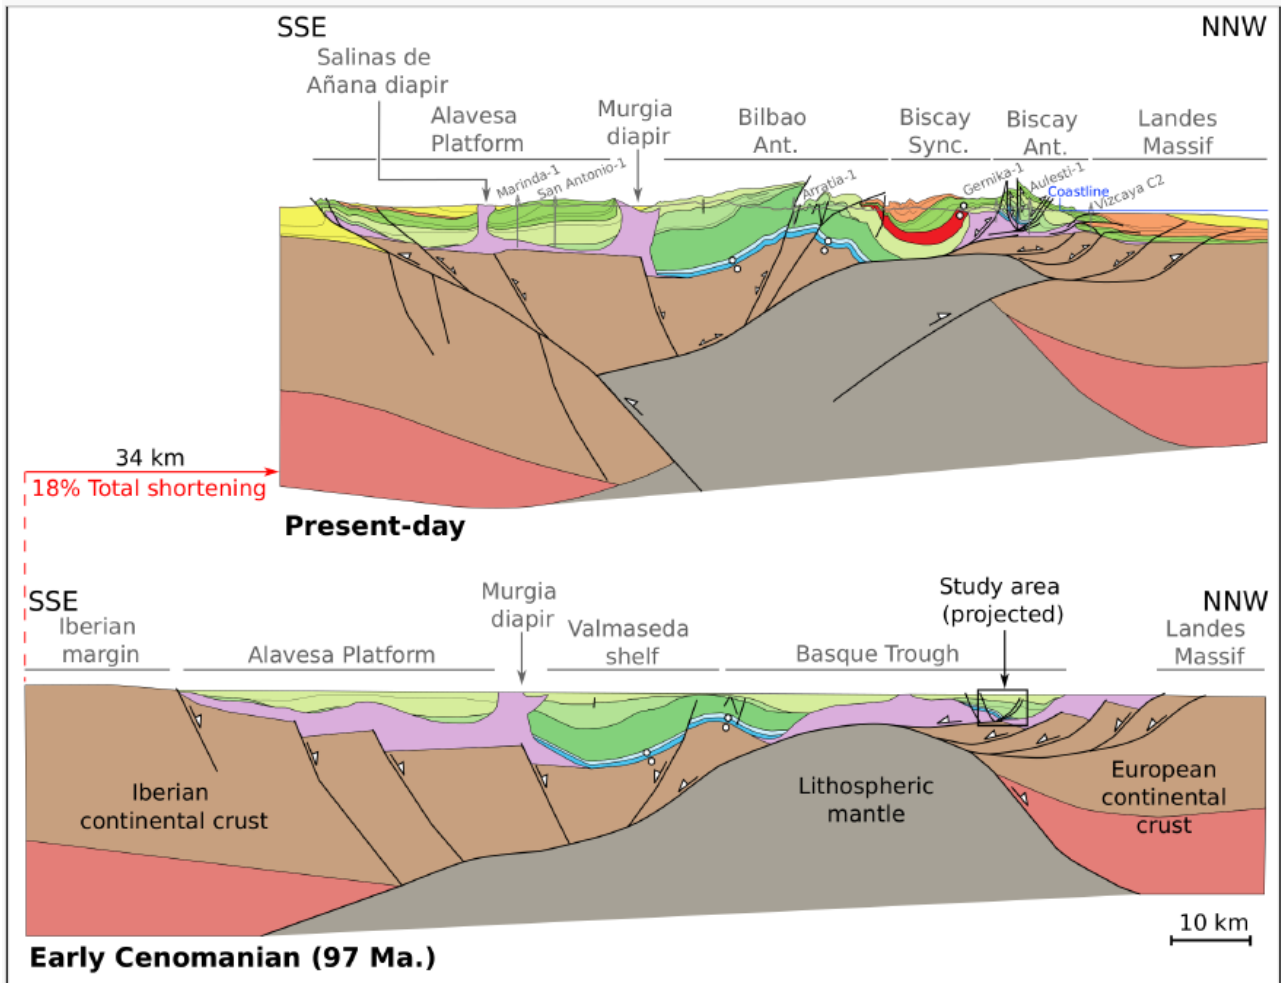 SSE
NNW
Salinas de
Añana diapir
Alavesa
Platform
Murgia
diapir
Bilbao
Ant.
Biscay
Sync.
Biscay
Ant.
Landes
Massif
Marinda-1
San Antonio-1
Arratia-1
Gernika-1
Aulesti-1
Coastline
Vizcaya C2
34 km
18% Total shortening
Present-day
SSE
NNW
Iberian
margin
Alavesa Platform
Murgia
diapir
Valmaseda
shelf
Basque Trough
Study area
(projected)
Landes
Massif
Iberian
continental crust
Lithospheric
mantle
European
continental
crust
10 km
Early Cenomanian (97 Ma.)